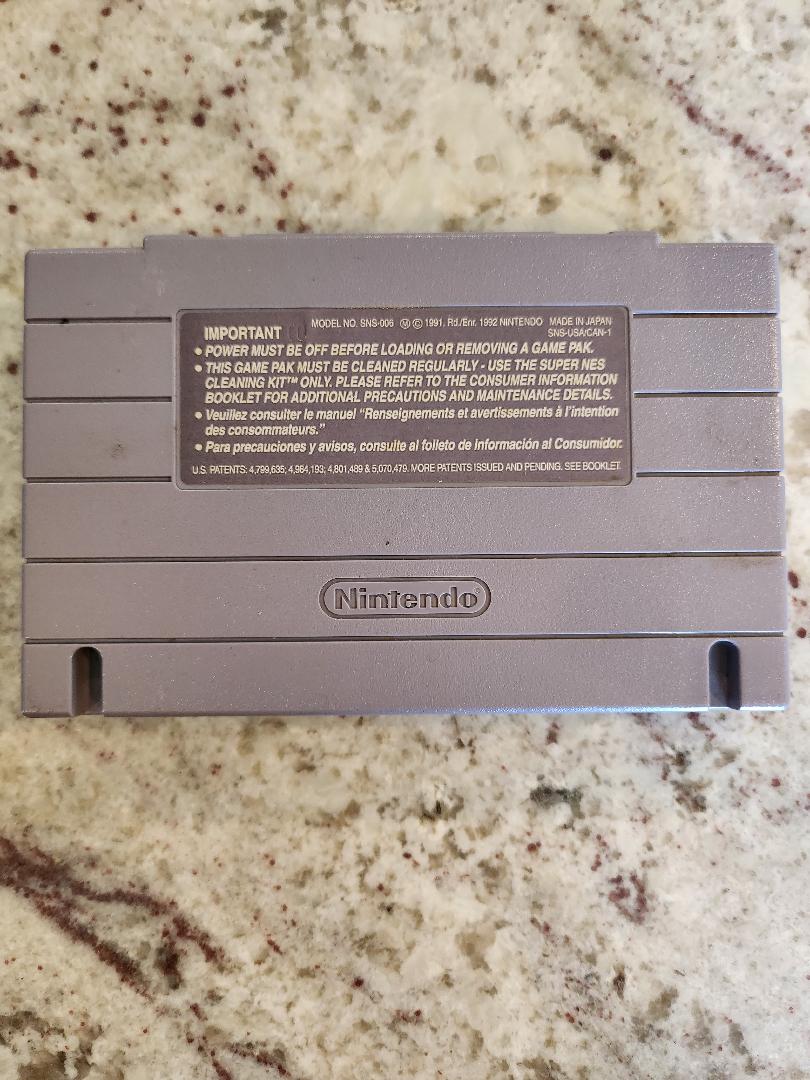 IMPORTANT MODEL NO. SNS-006 Ⓜ © 1991, Rd./Enr. 1992 NINTENDO MADE IN JAPAN
SNS-USA/CAN-1
• POWER MUST BE OFF BEFORE LOADING OR REMOVING A GAME PAK.
• THIS GAME PAK MUST BE CLEANED REGULARLY - USE THE SUPER NES
CLEANING KIT™ ONLY. PLEASE REFER TO THE CONSUMER INFORMATION
BOOKLET FOR ADDITIONAL PRECAUTIONS AND MAINTENANCE DETAILS.
• Veuillez consulter le manuel "Renseignements et avertissements à l'intention
des consommateurs."
• Para precauciones y avisos, consulte al folleto de información al Consumidor.
U.S. PATENTS: 4,799,635; 4,984,193; 4,801,489 & 5,070,479. MORE PATENTS ISSUED AND PENDING. SEE BOOKLET
Nintendo®